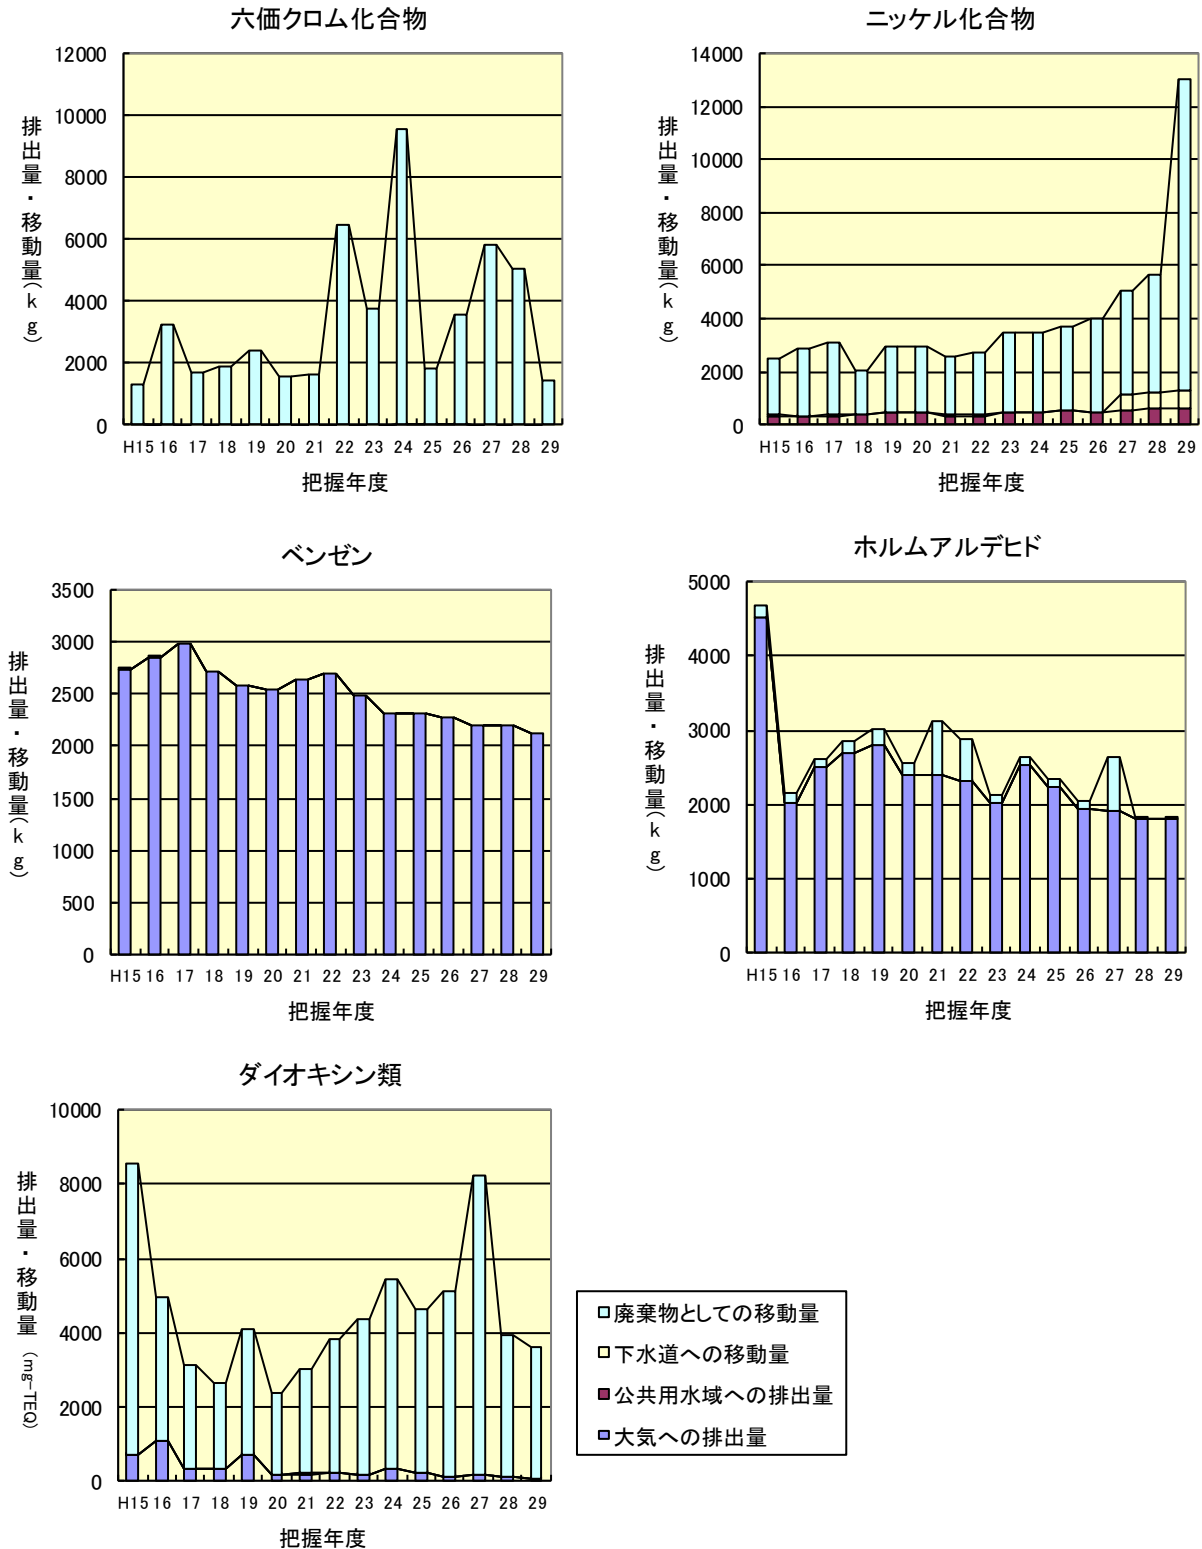 六価クロム化合物
12000
10000
8000
6000
4000
2000
0
排出量・移動量(kg)
H15 16 17 18 19 20 21 22 23 24 25 26 27 28 29
把握年度
ニッケル化合物
14000
12000
10000
8000
6000
4000
2000
0
排出量・移動量(kg)
H15 16 17 18 19 20 21 22 23 24 25 26 27 28 29
把握年度
ベンゼン
3500
3000
2500
2000
1500
1000
500
0
排出量・移動量(kg)
H15 16 17 18 19 20 21 22 23 24 25 26 27 28 29
把握年度
ホルムアルデヒド
5000
4000
3000
2000
1000
0
排出量・移動量(kg)
H15 16 17 18 19 20 21 22 23 24 25 26 27 28 29
把握年度
ダイオキシン類
10000
8000
6000
4000
2000
0
排出量・移動量(mg-TEQ)
H15 16 17 18 19 20 21 22 23 24 25 26 27 28 29
把握年度
廃棄物としての移動量
下水道への移動量
公共用水域への排出量
大気への排出量